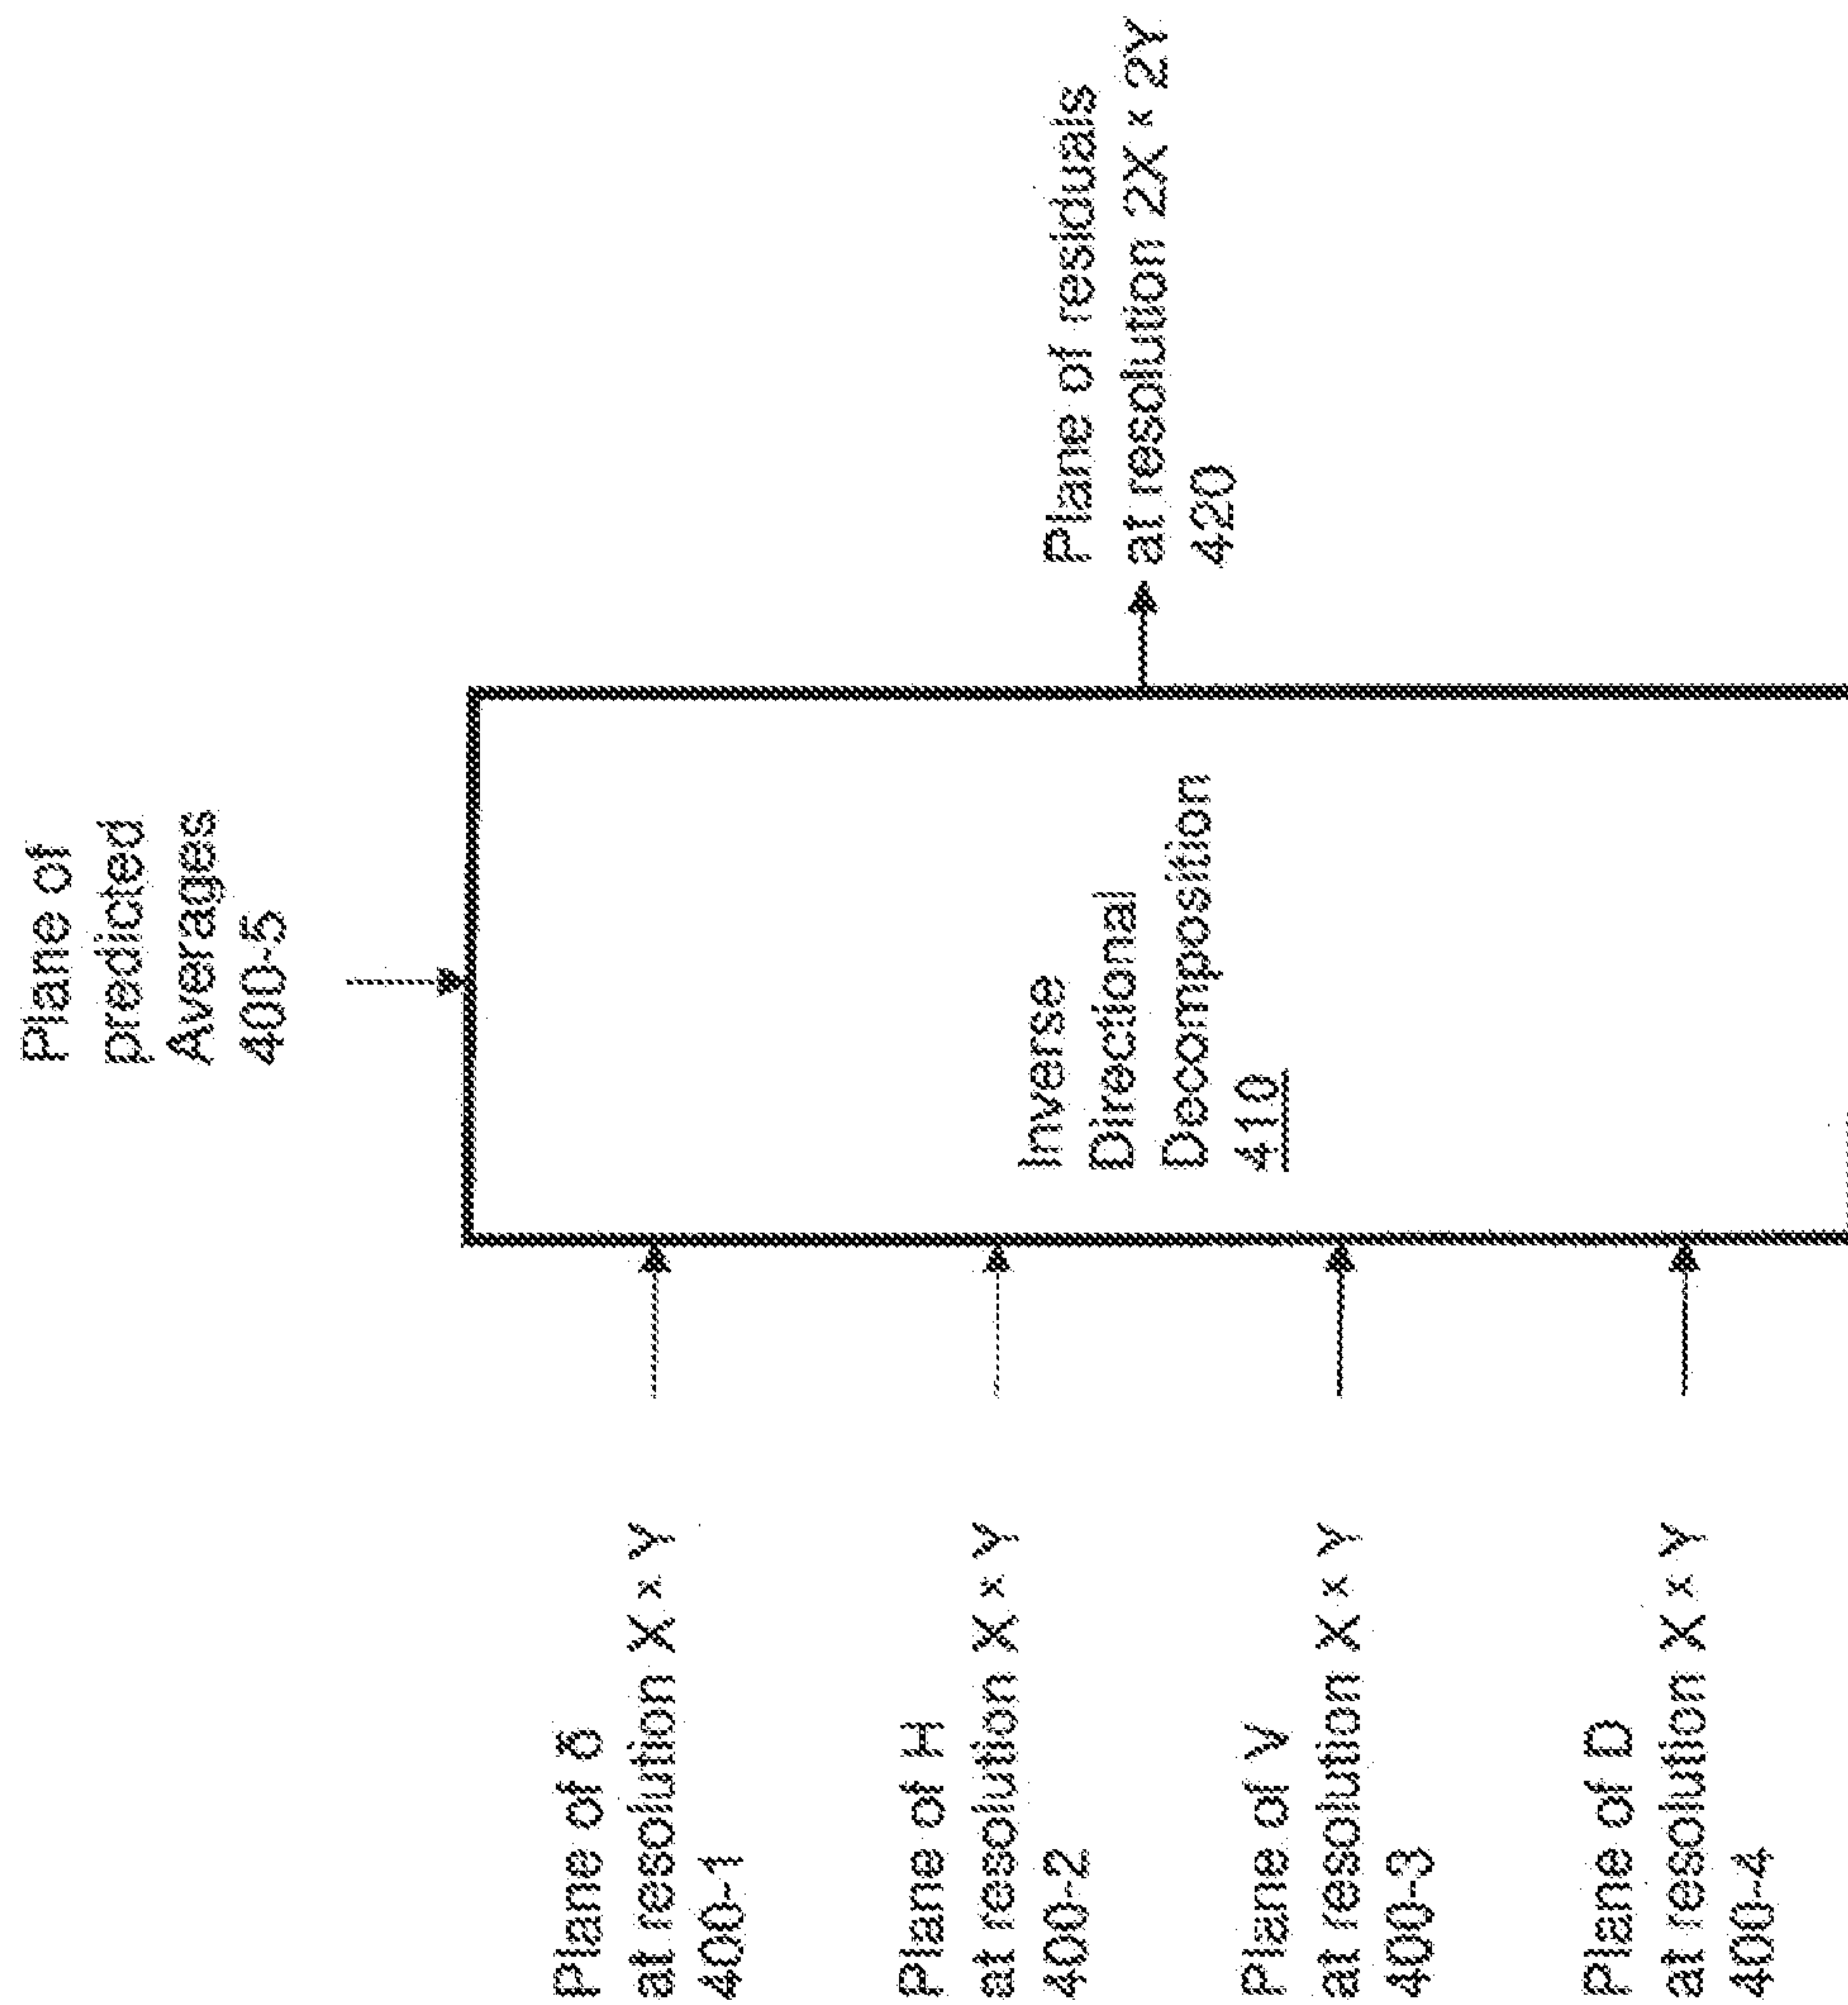 Plane of
predicted
Averages
400-5
Plane of δ
at resolution X × Y
400-1
Plane of H
at resolution X × Y
400-2
Plane of V
at resolution X × Y
400-3
Plane of D
at resolution X × Y
400-4
Inverse
Directional
Decomposition
410
Plane of residuals
at resolution 2X × 2Y
420